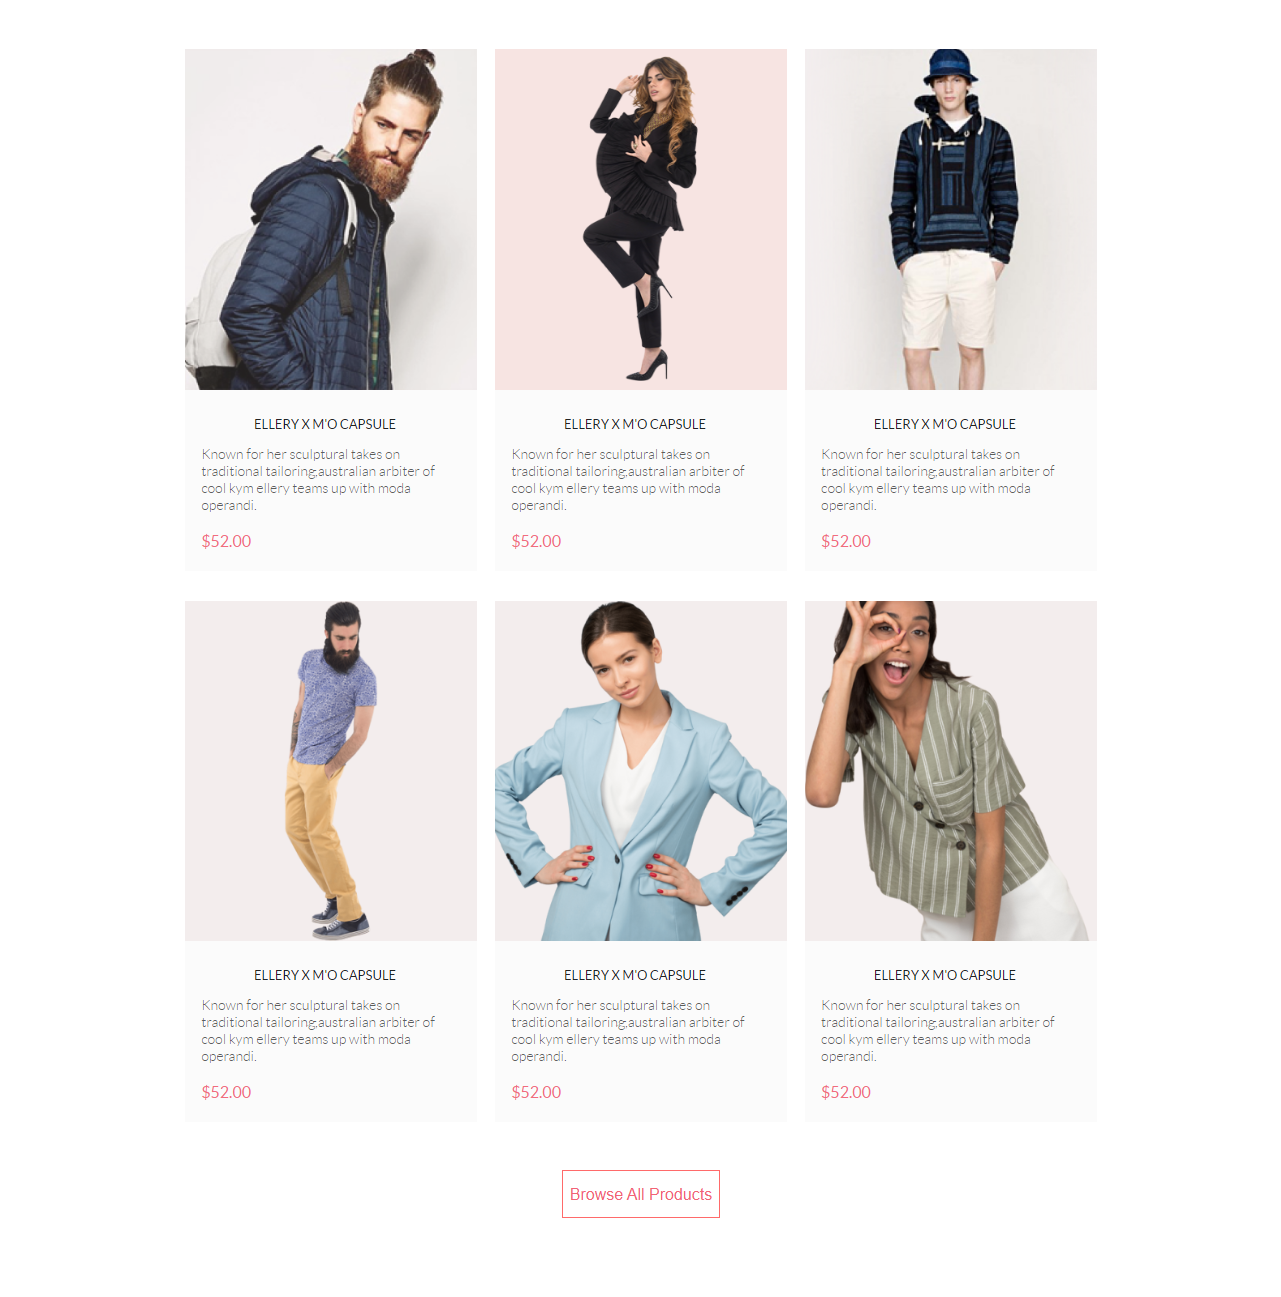 ELLERY X M'O CAPSULE
Known for her sculptural takes on
traditional tailoring,australian arbiter of
cool kym ellery teams up with moda
operandi.
$52.00
ELLERY X M'O CAPSULE
Known for her sculptural takes on
traditional tailoring,australian arbiter of
cool kym ellery teams up with moda
operandi.
$52.00
ELLERY X M'O CAPSULE
Known for her sculptural takes on
traditional tailoring,australian arbiter of
cool kym ellery teams up with moda
operandi.
$52.00
ELLERY X M'O CAPSULE
Known for her sculptural takes on
traditional tailoring,australian arbiter of
cool kym ellery teams up with moda
operandi.
$52.00
ELLERY X M'O CAPSULE
Known for her sculptural takes on
traditional tailoring,australian arbiter of
cool kym ellery teams up with moda
operandi.
$52.00
ELLERY X M'O CAPSULE
Known for her sculptural takes on
traditional tailoring,australian arbiter of
cool kym ellery teams up with moda
operandi.
$52.00
Browse All Products